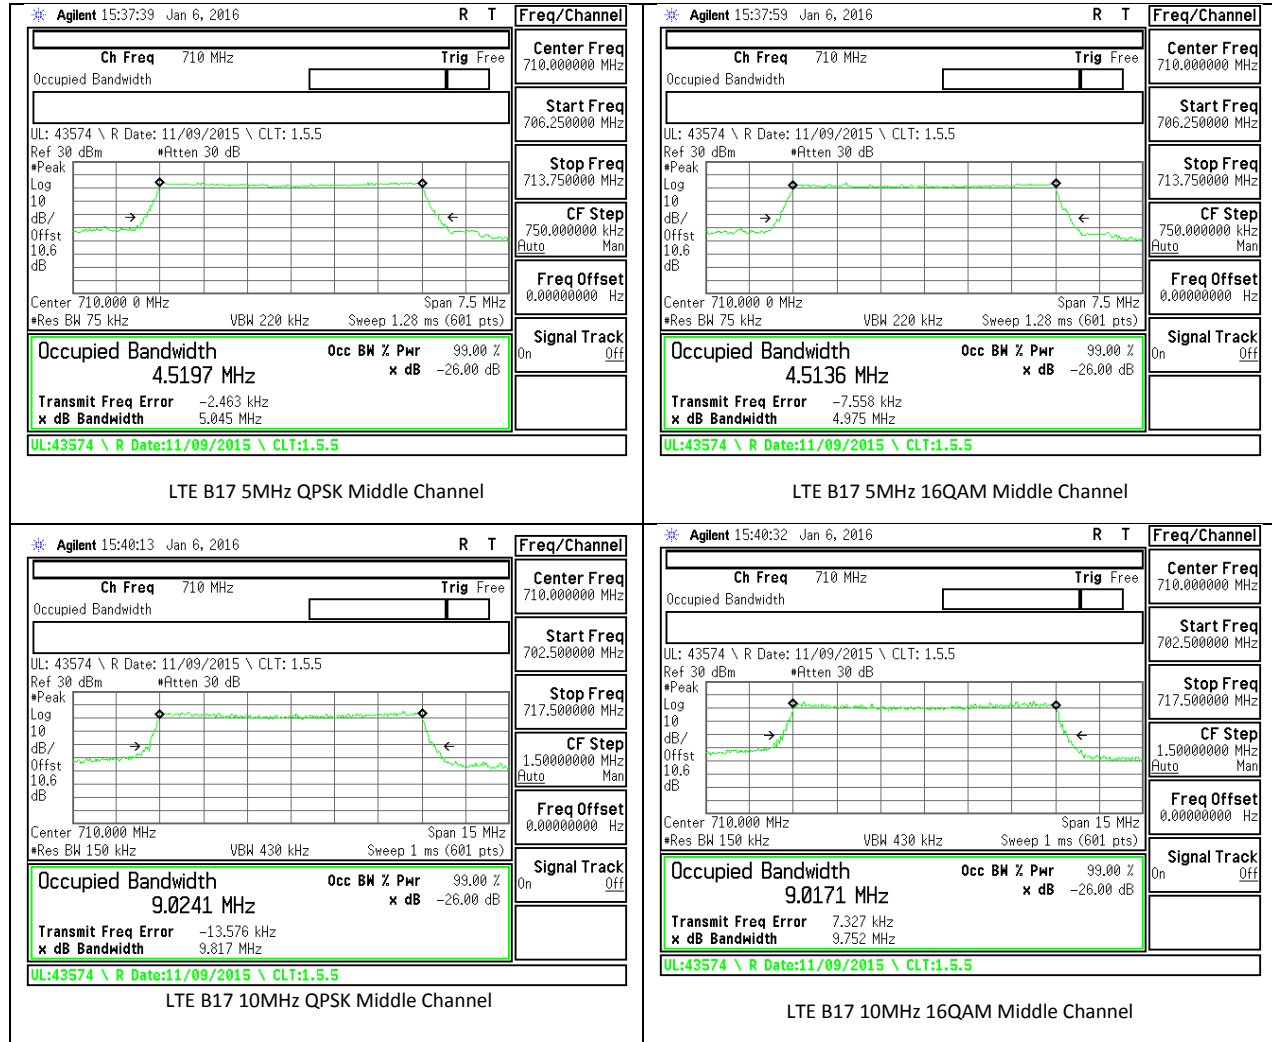 Agilent 15:37:39 Jan 6, 2016 R T Freq/Channel
Ch Freq 710 MHz Trig Free
Occupied Bandwidth
Center Freq
710.000000 MHz
Start Freq
706.250000 MHz
UL: 43574 \ R Date: 11/09/2015 \ CLT: 1.5.5
Ref 30 dBm #Atten 30 dB
#Peak
Log
10
dB/
Offst
10.6
dB
Stop Freq
713.750000 MHz
CF Step
750.000000 kHz
Auto Man
Freq Offset
0.00000000 Hz
Center 710.000 0 MHz Span 7.5 MHz
#Res BW 75 kHz VBW 220 kHz Sweep 1.28 ms (601 pts)
Signal Track
On Off
Occupied Bandwidth Occ BW % Pwr 99.00 %
4.5197 MHz x dB -26.00 dB
Transmit Freq Error -2.463 kHz
x dB Bandwidth 5.045 MHz
UL:43574 \ R Date:11/09/2015 \ CLT:1.5.5
LTE B17 5MHz QPSK Middle Channel
Agilent 15:37:59 Jan 6, 2016 R T Freq/Channel
Ch Freq 710 MHz Trig Free
Occupied Bandwidth
Center Freq
710.000000 MHz
Start Freq
706.250000 MHz
UL: 43574 \ R Date: 11/09/2015 \ CLT: 1.5.5
Ref 30 dBm #Atten 30 dB
#Peak
Log
10
dB/
Offst
10.6
dB
Stop Freq
713.750000 MHz
CF Step
750.000000 kHz
Auto Man
Freq Offset
0.00000000 Hz
Center 710.000 0 MHz Span 7.5 MHz
#Res BW 75 kHz VBW 220 kHz Sweep 1.28 ms (601 pts)
Signal Track
On Off
Occupied Bandwidth Occ BW % Pwr 99.00 %
4.5136 MHz x dB -26.00 dB
Transmit Freq Error -7.558 kHz
x dB Bandwidth 4.975 MHz
UL:43574 \ R Date:11/09/2015 \ CLT:1.5.5
LTE B17 5MHz 16QAM Middle Channel
Agilent 15:40:13 Jan 6, 2016 R T Freq/Channel
Ch Freq 710 MHz Trig Free
Occupied Bandwidth
Center Freq
710.000000 MHz
Start Freq
702.500000 MHz
UL: 43574 \ R Date: 11/09/2015 \ CLT: 1.5.5
Ref 30 dBm #Atten 30 dB
#Peak
Log
10
dB/
Offst
10.6
dB
Stop Freq
717.500000 MHz
CF Step
1.50000000 MHz
Auto Man
Freq Offset
0.00000000 Hz
Center 710.000 MHz Span 15 MHz
#Res BW 150 kHz VBW 430 kHz Sweep 1 ms (601 pts)
Signal Track
On Off
Occupied Bandwidth Occ BW % Pwr 99.00 %
9.0241 MHz x dB -26.00 dB
Transmit Freq Error -13.576 kHz
x dB Bandwidth 9.817 MHz
UL:43574 \ R Date:11/09/2015 \ CLT:1.5.5
LTE B17 10MHz QPSK Middle Channel
Agilent 15:40:32 Jan 6, 2016 R T Freq/Channel
Ch Freq 710 MHz Trig Free
Occupied Bandwidth
Center Freq
710.000000 MHz
Start Freq
702.500000 MHz
UL: 43574 \ R Date: 11/09/2015 \ CLT: 1.5.5
Ref 30 dBm #Atten 30 dB
#Peak
Log
10
dB/
Offst
10.6
dB
Stop Freq
717.500000 MHz
CF Step
1.50000000 MHz
Auto Man
Freq Offset
0.00000000 Hz
Center 710.000 MHz Span 15 MHz
#Res BW 150 kHz VBW 430 kHz Sweep 1 ms (601 pts)
Signal Track
On Off
Occupied Bandwidth Occ BW % Pwr 99.00 %
9.0171 MHz x dB -26.00 dB
Transmit Freq Error 7.327 kHz
x dB Bandwidth 9.752 MHz
UL:43574 \ R Date:11/09/2015 \ CLT:1.5.5
LTE B17 10MHz 16QAM Middle Channel